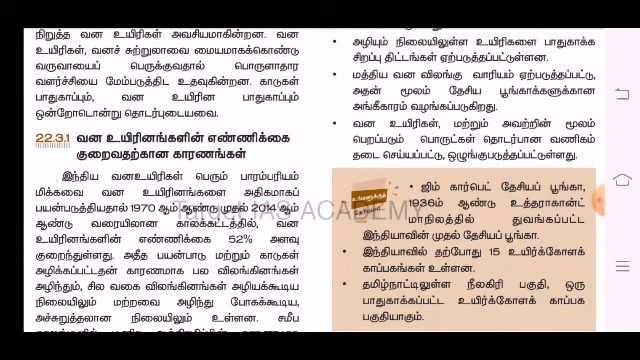 நிறுத்த வன உயிரிகள் அவசியமாகின்றன. வன
உயிரிகள், வனச் சுற்றுலாவை மையமாகக்கொண்டு
வருவாயைப் பெருக்குவதால் பொருளாதார
வளர்ச்சியை மேம்படுத்திட உதவுகின்றன. காடுகள்
பாதுகாப்பும், வன உயிரின பாதுகாப்பும்
ஒன்றோடொன்று தொடர்புடையவை.
22.3.1 வன உயிரினங்களின் எண்ணிக்கை
குறைவதற்கான காரணங்கள்
இந்திய வனஉயிரிகள் பெரும் பாரம்பரியம்
மிக்கவை வன உயிரினங்களை அதிகமாகப்
பயன்படுத்தியதால் 1970 ஆம் ஆண்டு முதல் 2014 ஆம்
ஆண்டு வரையிலான காலக்கட்டத்தில், வன
உயிரினங்களின் எண்ணிக்கை 52% அளவு
குறைந்துள்ளது. அதீத பயன்பாடு மற்றும் காடுகள்
அழிக்கப்பட்டதன் காரணமாக பல விலங்கினங்கள்
அழிந்தும், சில வகை விலங்கினங்கள் அழியக்கூடிய
நிலையிலும் மற்றவை அழிந்து போகக்கூடிய,
அச்சுறுத்தலான நிலையிலும் உள்ளன. சமீப
• அழியும் நிலையிலுள்ள உயிரிகளை பாதுகாக்க
சிறப்பு திட்டங்கள் ஏற்படுத்தப்பட்டுள்ளன.
• மத்திய வன விலங்கு வாரியம் ஏற்படுத்தப்பட்டு,
அதன் மூலம் தேசிய பூங்காக்களுக்கான
அங்கீகாரம் வழங்கப்படுகிறது.
• வன உயிரிகள், மற்றும் அவற்றின் மூலம்
பெறப்படும் பொருட்கள் தொடர்பான வணிகம்
தடை செய்யப்பட்டு, ஒழுங்குபடுத்தப்பட்டுள்ளது.
உங்களுக்குத் தெரியுமா
• ஜிம் கார்பெட் தேசியப் பூங்கா,
1936ம் ஆண்டு உத்தராகாண்ட்
மாநிலத்தில் துவங்கப்பட்ட
இந்தியாவின் முதல் தேசியப் பூங்கா.
• இந்தியாவில் தற்போது 15 உயிர்க்கோளக்
காப்பகங்கள் உள்ளன.
• தமிழ்நாட்டிலுள்ள நீலகிரி பகுதி, ஒரு
பாதுகாக்கப்பட்ட உயிர்க்கோளக் காப்பக
பகுதியாகும்.
Target IAS ACADEMY